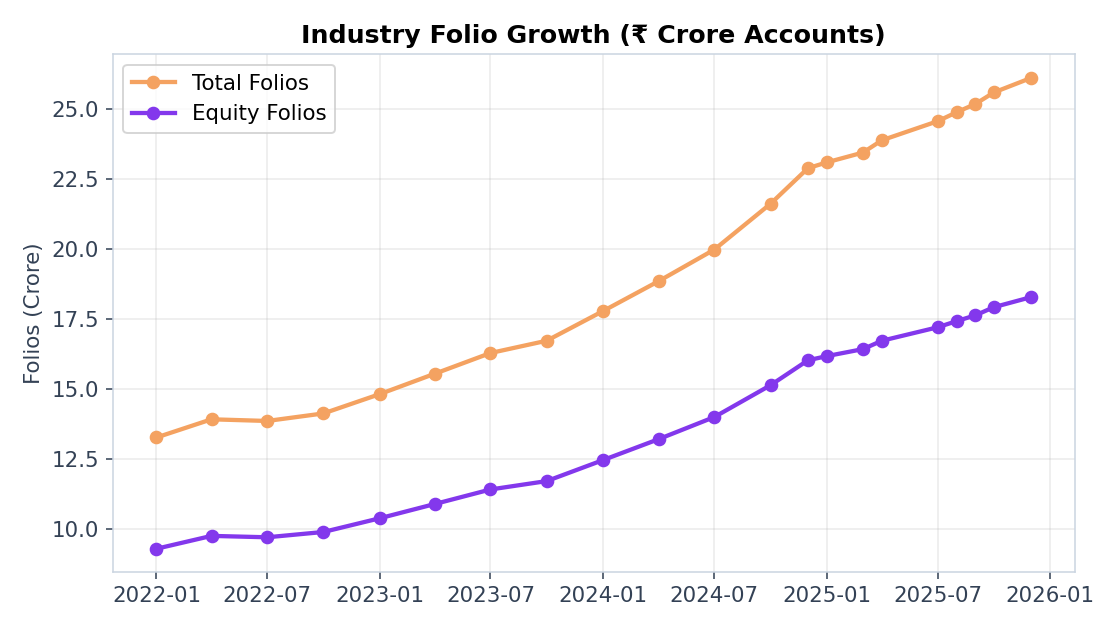 Industry Folio Growth (₹ Crore Accounts)
Total Folios
Equity Folios
Folios (Crore)
25.0
22.5
20.0
17.5
15.0
12.5
10.0
2022-01 2022-07 2023-01 2023-07 2024-01 2024-07 2025-01 2025-07 2026-01